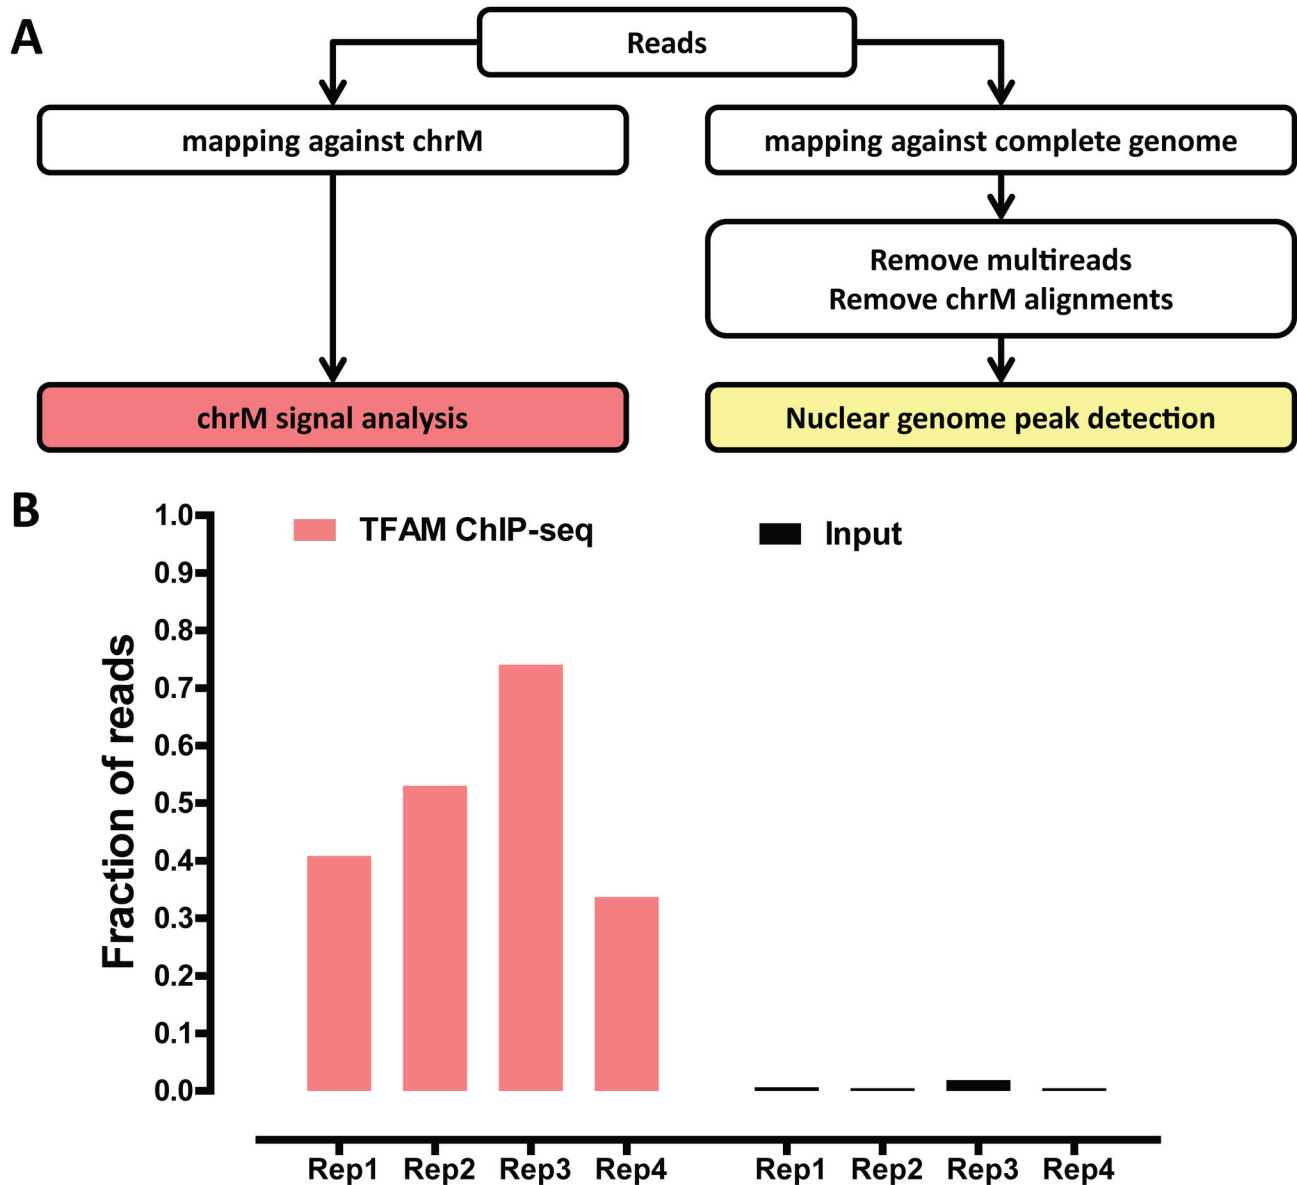 A
Reads
mapping against chrM
mapping against complete genome
Remove multireads
Remove chrM alignments
chrM signal analysis
Nuclear genome peak detection
B
TFAM ChIP-seq
Input
Fraction of reads
1.0
0.9
0.8
0.7
0.6
0.5
0.4
0.3
0.2
0.1
0.0
Rep1 Rep2 Rep3 Rep4 Rep1 Rep2 Rep3 Rep4